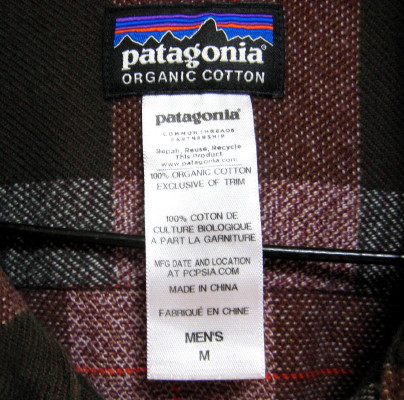 patagonia®
ORGANIC COTTON
patagonia®
COMMON THREADS
PARTNERSHIP
Repair, Reuse, Recycle
This Product
www.patagonia.com
100% ORGANIC COTTON
EXCLUSIVE OF TRIM
100% COTON DE
CULTURE BIOLOGIQUE
A PART LA GARNITURE
MFG DATE AND LOCATION
AT PCPSIA.COM
MADE IN CHINA
FABRIQUÉ EN CHINE
MEN'S
M